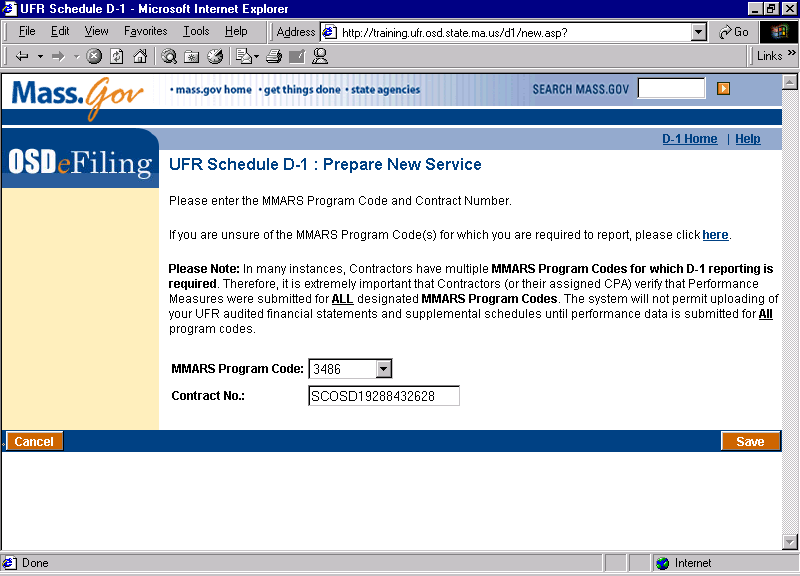 UFR Schedule D-1 - Microsoft Internet Explorer
File Edit View Favorites Tools Help Address http://training.ufr.osd.state.ma.us/d1/new.asp? Go
Links »
Mass.Gov • mass.gov home • get things done • state agencies SEARCH MASS.GOV
D-1 Home | Help
OSDeFiling
UFR Schedule D-1 : Prepare New Service
Please enter the MMARS Program Code and Contract Number.
If you are unsure of the MMARS Program Code(s) for which you are required to report, please click here.
Please Note: In many instances, Contractors have multiple MMARS Program Codes for which D-1 reporting is
required. Therefore, it is extremely important that Contractors (or their assigned CPA) verify that Performance
Measures were submitted for ALL designated MMARS Program Codes. The system will not permit uploading of
your UFR audited financial statements and supplemental schedules until performance data is submitted for All
program codes.
MMARS Program Code: 3486
Contract No.: SCOSD19288432628
Cancel Save
Done Internet